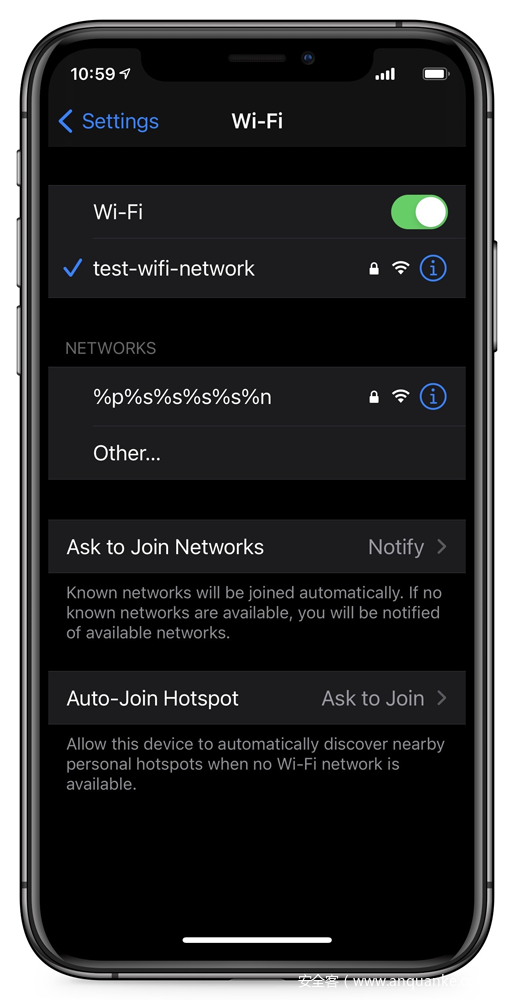 10:59
Settings
Wi-Fi
Wi-Fi
test-wifi-network
NETWORKS
%p%s%s%s%s%n
Other...
Ask to Join Networks Notify
Known networks will be joined automatically. If no
known networks are available, you will be notified
of available networks.
Auto-Join Hotspot Ask to Join
Allow this device to automatically discover nearby
personal hotspots when no Wi-Fi network is
available.
安全客（www.anquanke